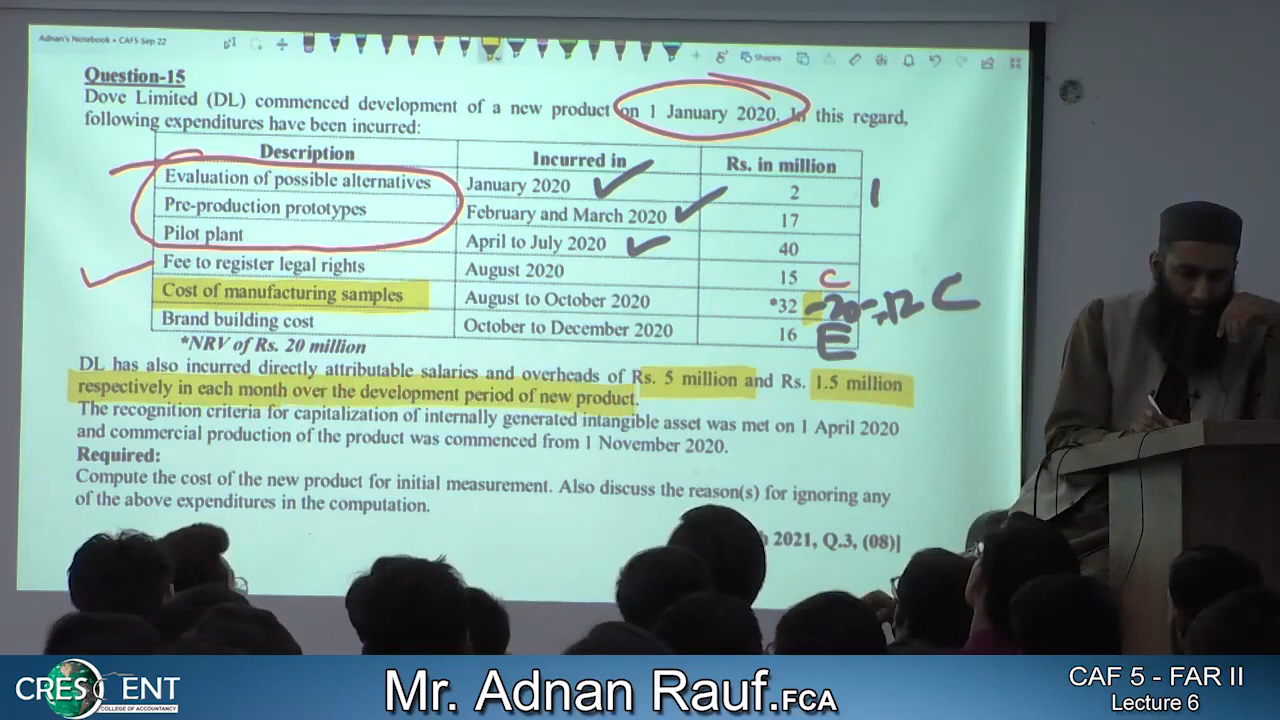 Adnan's Notebook • CAF5 Sep 22
Shapes
Question-15
Dove Limited (DL) commenced development of a new product on 1 January 2020. In this regard,
following expenditures have been incurred:
Description Incurred in Rs. in million
Evaluation of possible alternatives January 2020 2
Pre-production prototypes February and March 2020 17
Pilot plant April to July 2020 40
Fee to register legal rights August 2020 15 C
Cost of manufacturing samples August to October 2020 *32 -20 = 12 C
Brand building cost October to December 2020 16 E
*NRV of Rs. 20 million
DL has also incurred directly attributable salaries and overheads of Rs. 5 million and Rs. 1.5 million
respectively in each month over the development period of new product.
The recognition criteria for capitalization of internally generated intangible asset was met on 1 April 2020
and commercial production of the product was commenced from 1 November 2020.
Required:
Compute the cost of the new product for initial measurement. Also discuss the reason(s) for ignoring any
of the above expenditures in the computation.
2021, Q.3, (08)]
CRESCENT
COLLEGE OF ACCOUNTANCY
Mr. Adnan Rauf.FCA
CAF 5 - FAR II
Lecture 6